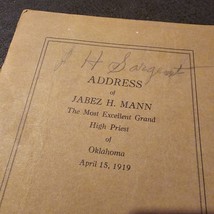 J H Sargent
ADDRESS
of
JABEZ H. MANN
The Most Excellent Grand
High Priest
of
Oklahoma
April 15, 1919